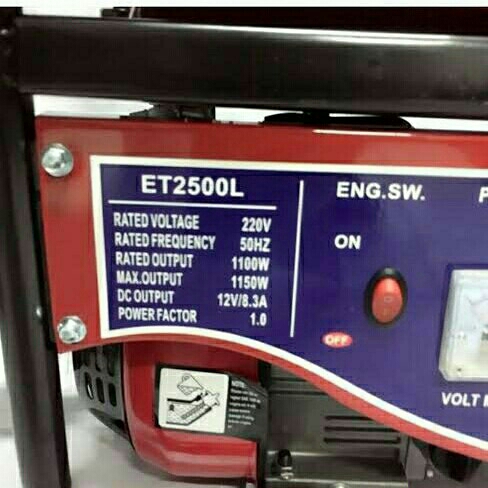 ET2500L
RATED VOLTAGE 220V
RATED FREQUENCY 50HZ
RATED OUTPUT 1100W
MAX.OUTPUT 1150W
DC OUTPUT 12V/8.3A
POWER FACTOR 1.0
ENG.SW.
ON
OFF
VOLT
NOTE: